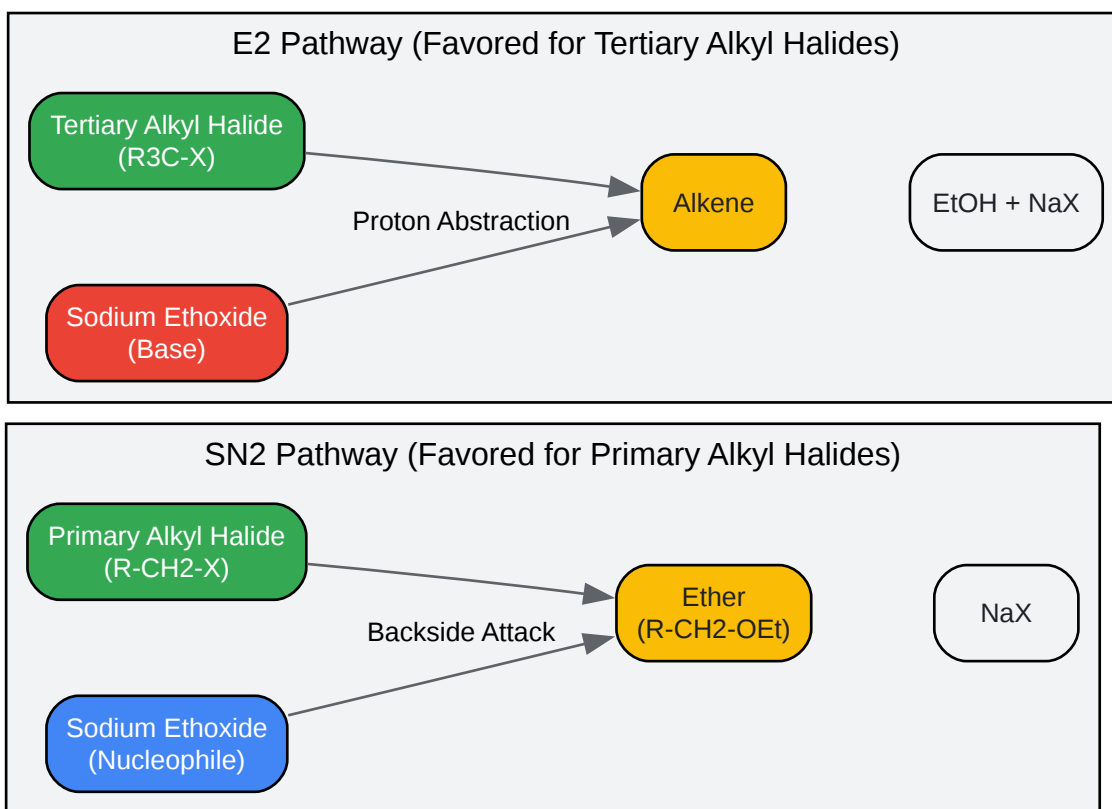 E2 Pathway (Favored for Tertiary Alkyl Halides)
Tertiary Alkyl Halide
(R3C-X)
Proton Abstraction
Alkene
EtOH + NaX
Sodium Ethoxide
(Base)
SN2 Pathway (Favored for Primary Alkyl Halides)
Primary Alkyl Halide
(R-CH2-X)
Backside Attack
Ether
(R-CH2-OEt)
NaX
Sodium Ethoxide
(Nucleophile)